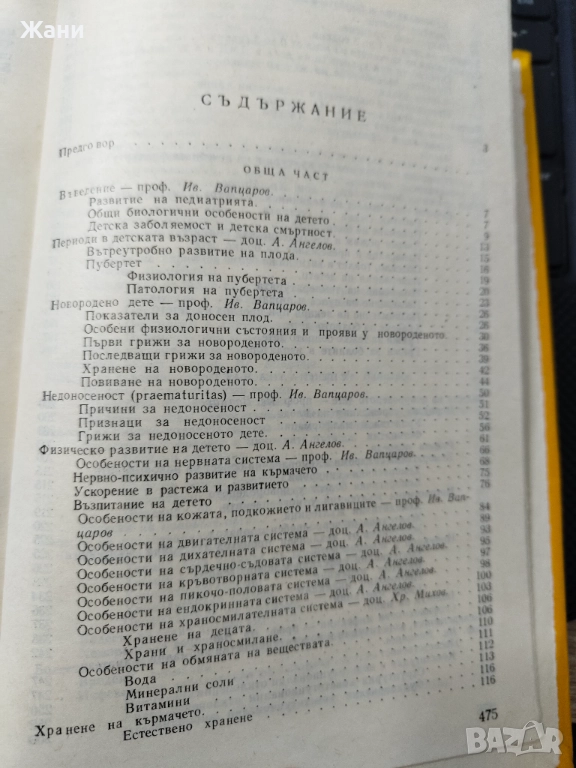 Жани
СЪДЪРЖАНИЕ
Предговор 3
ОБЩА ЧАСТ
Въведение — проф. Ив. Вапцаров
Развитие на педиатрията
Общи биологични особености на детето 7
Детска заболяемост и детска смъртност 9
Периоди в детската възраст — доц. А. Ангелов
Вътреутробно развитие на плода
Пубертет
Физиология на пубертета
Патология на пубертета
Новородено дете — проф. Ив. Вапцаров
Показатели за доносен плод
Особени физиологични състояния и прояви у новороденото
Първи грижи за новороденото
Последващи грижи за новороденото
Хранене на новороденото
Повиване на новороденото
Недоносеност (praematuritas) — проф. Ив. Вапцаров
Причини за недоносеност
Признаци за недоносеност
Грижи за недоносеното дете
Физическо развитие на детето — доц. А. Ангелов
Особености на нервната система — проф. Ив. Вапцаров
Нервно-психично развитие на кърмачето
Ускорение в растежа и развитието
Възпитание на детето
Особености на кожата, подкожието и лигавиците — проф. Ив. Вап-
царов
Особености на двигателната система — доц. А. Ангелов
Особености на дихателната система — доц. А. Ангелов
Особености на сърдечно-съдовата система — доц. А. Ангелов
Особености на кръвотворната система — доц. А. Ангелов
Особености на пикочо-половата система — доц. А. Ангелов
Особености на ендокринната система — доц. А. Ангелов
Особености на храносмилателната система — доц. Хр. Михов
Хранене на децата
Храни и храносмилане
Особености на обмяната на веществата
Вода
Минерални соли
Витамини
Хранене на кърмачето
Естествено хранене
475
BAZAR